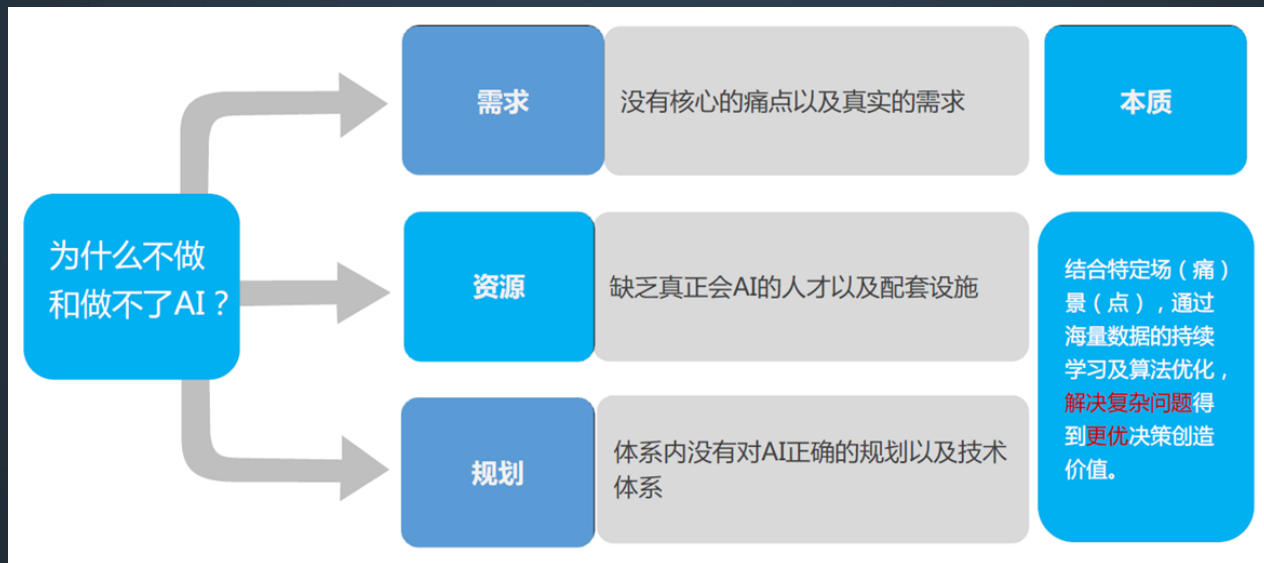 为什么不做
和做不了AI？
需求
没有核心的痛点以及真实的需求
资源
缺乏真正会AI的人才以及配套设施
规划
体系内没有对AI正确的规划以及技术
体系
本质
结合特定场（痛）
景（点），通过
海量数据的持续
学习及算法优化，
解决复杂问题得
到更优决策创造
价值。